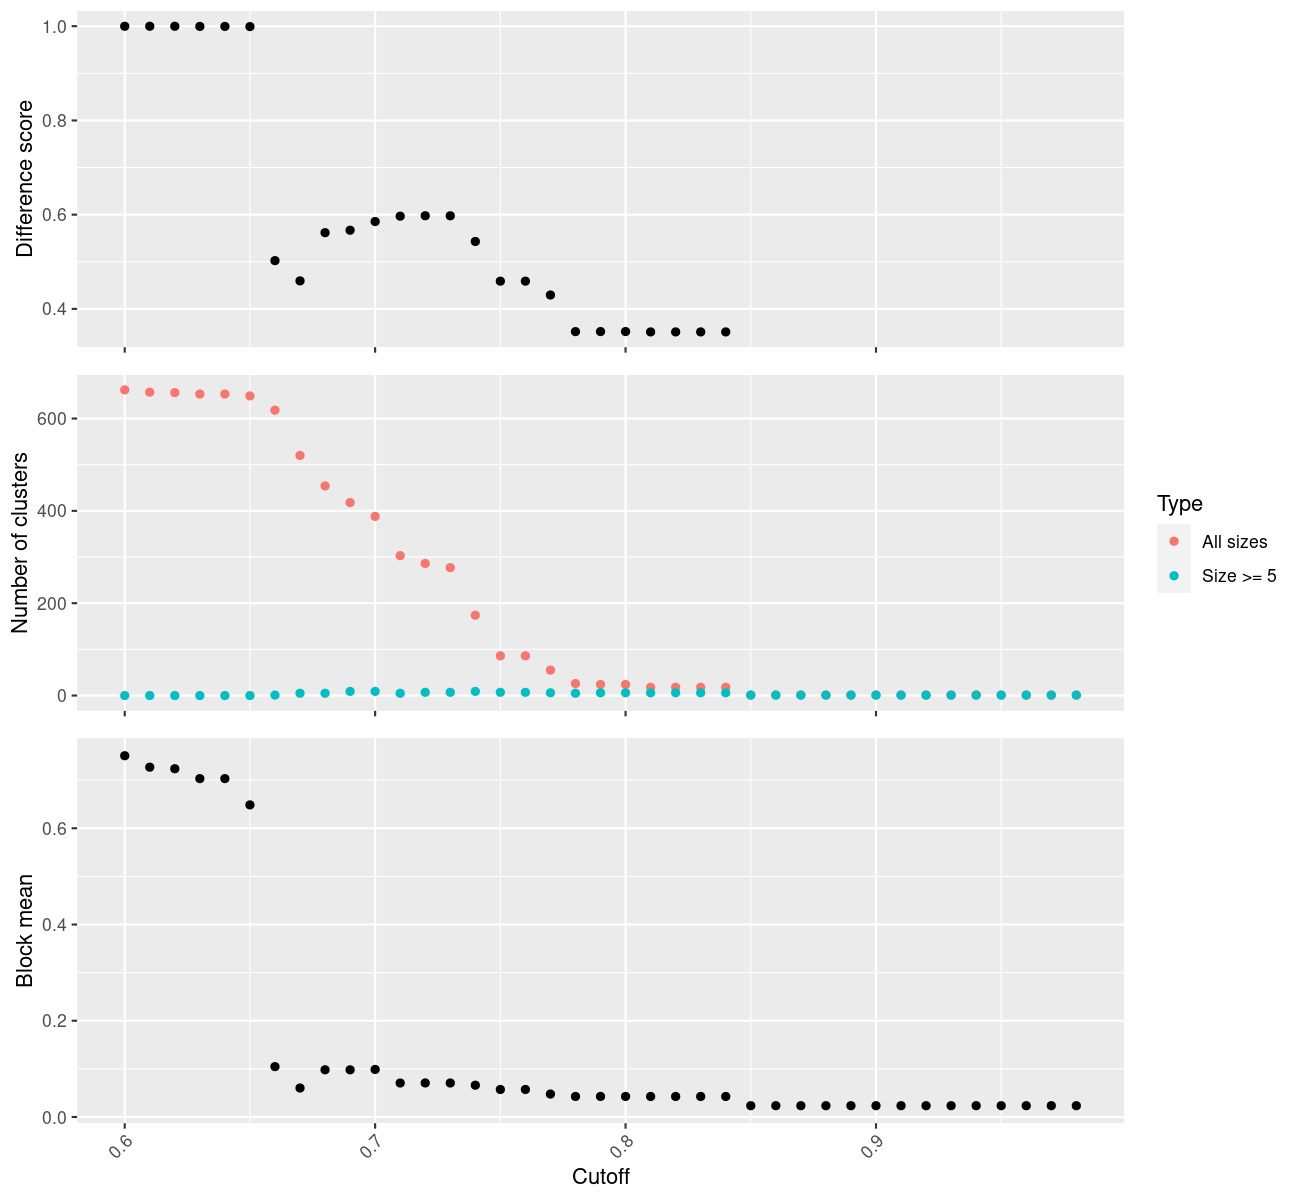 1.0
0.8
0.6
0.4
Difference score
600
400
200
0
Number of clusters
Type
All sizes
Size >= 5
0.6
0.4
0.2
0.0
Block mean
0.6
0.7
0.8
0.9
Cutoff